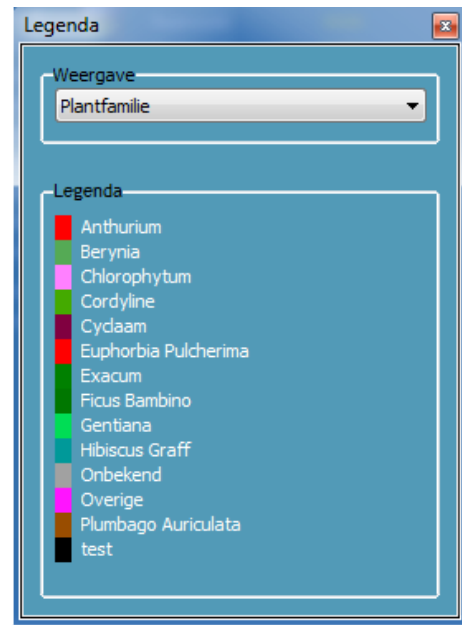 Legenda
Weergave
Plantfamilie
Legenda
Anthurium
Berynia
Chlorophytum
Cordyline
Cyclaam
Euphorbia Pulcherima
Exacum
Ficus Bambino
Gentiana
Hibiscus Graff
Onbekend
Overige
Plumbago Auriculata
test